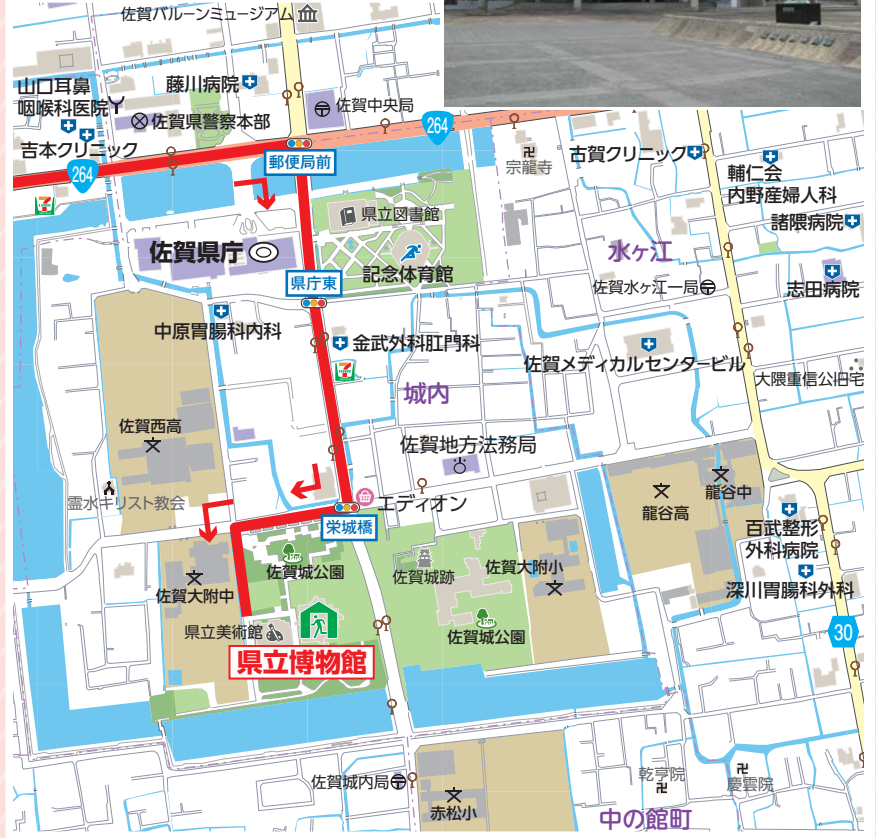 佐賀バルーンミュージアム
山口耳鼻
咽喉科医院
藤川病院
佐賀中央局
佐賀県警察本部
264
吉本クリニック
264
郵便局前
宗龍寺
古賀クリニック
輔仁会
内野産婦人科
諸隈病院
県立図書館
佐賀県庁
記念体育館
水ヶ江
県庁東
佐賀水ヶ江一局
志田病院
中原胃腸科内科
金武外科肛門科
佐賀メディカルセンタービル
大隈重信公旧宅
城内
佐賀西高
佐賀地方法務局
霊水キリスト教会
エディオン
龍谷高
龍谷中
栄城橋
百武整形
外科病院
佐賀大附中
佐賀城公園
佐賀城跡
佐賀大附小
深川胃腸科外科
県立美術館
佐賀城公園
30
県立博物館
佐賀城内局
赤松小
乾亨院
慶雲院
中の館町